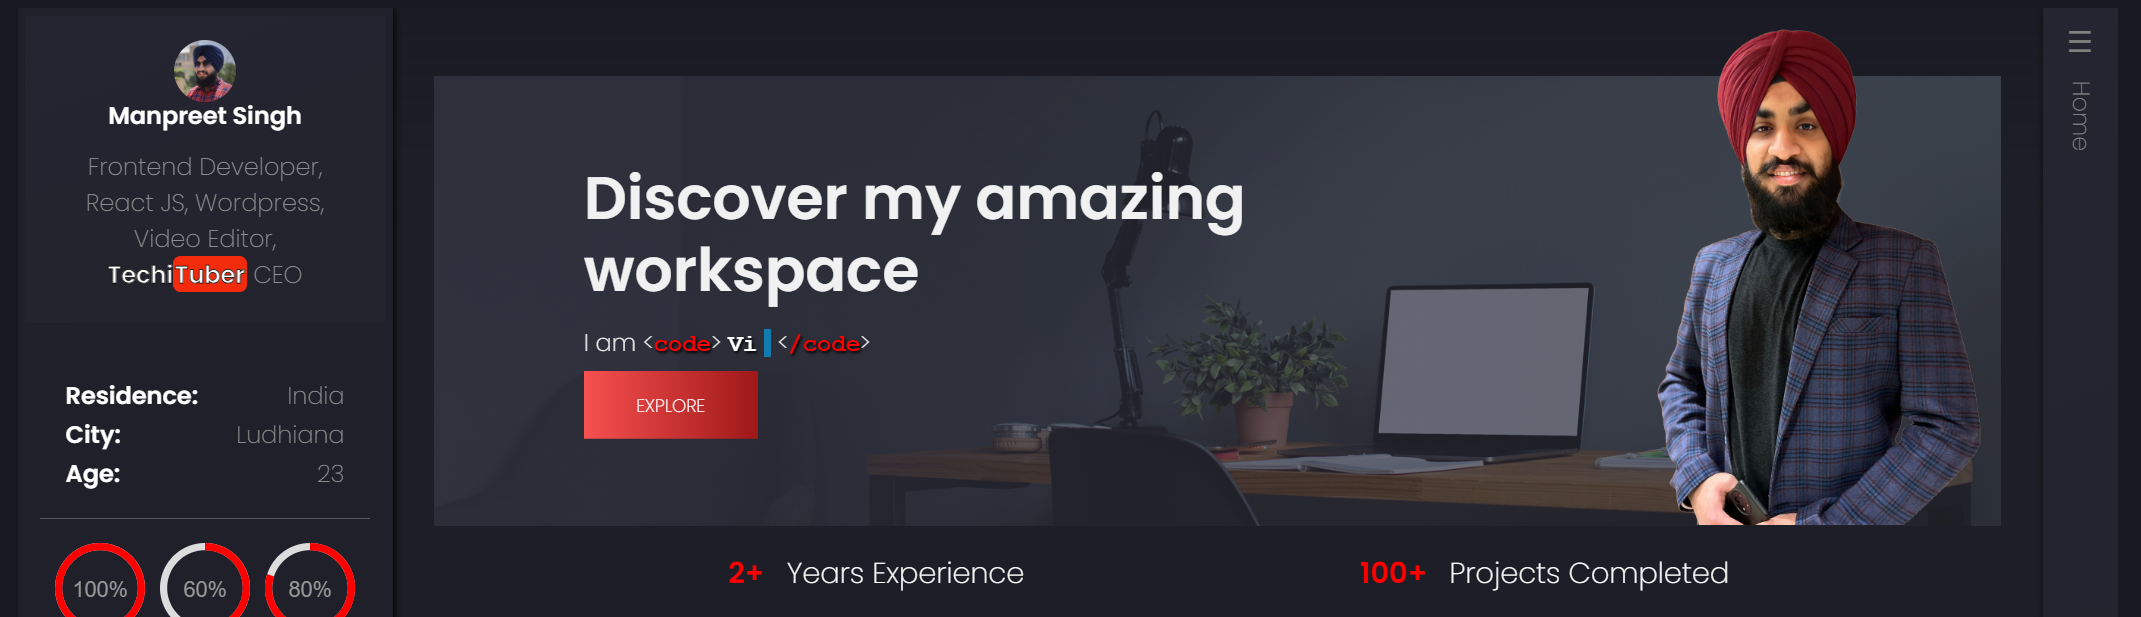 Manpreet Singh
Frontend Developer,
React JS, Wordpress,
Video Editor,
TechiTuber CEO
Residence: India
City: Ludhiana
Age: 23
100% 60% 80%
Discover my amazing
workspace
I am <code> Vi </code>
EXPLORE
2+ Years Experience
100+ Projects Completed
☰
Home